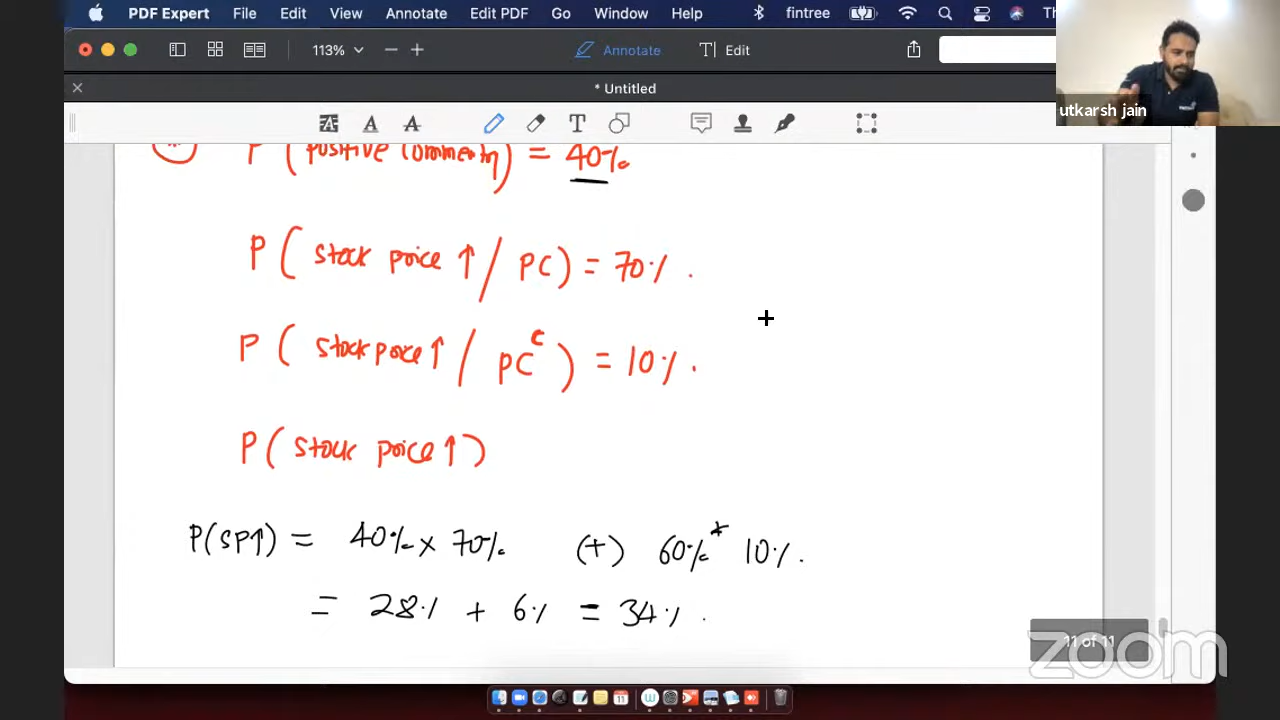 PDF Expert File Edit View Annotate Edit PDF Go Window Help fintree Th
113% Annotate T Edit
* Untitled
utkarsh jain
P (positive commentry) = 40%
P ( stock price ↑ / PC) = 70% .
P ( stock price ↑ / PC^c ) = 10% .
P ( stock price ↑ )
P(SP↑) = 40% × 70% (+) 60% * 10% .
= 28% + 6% = 34% .
11 of 11
zoom